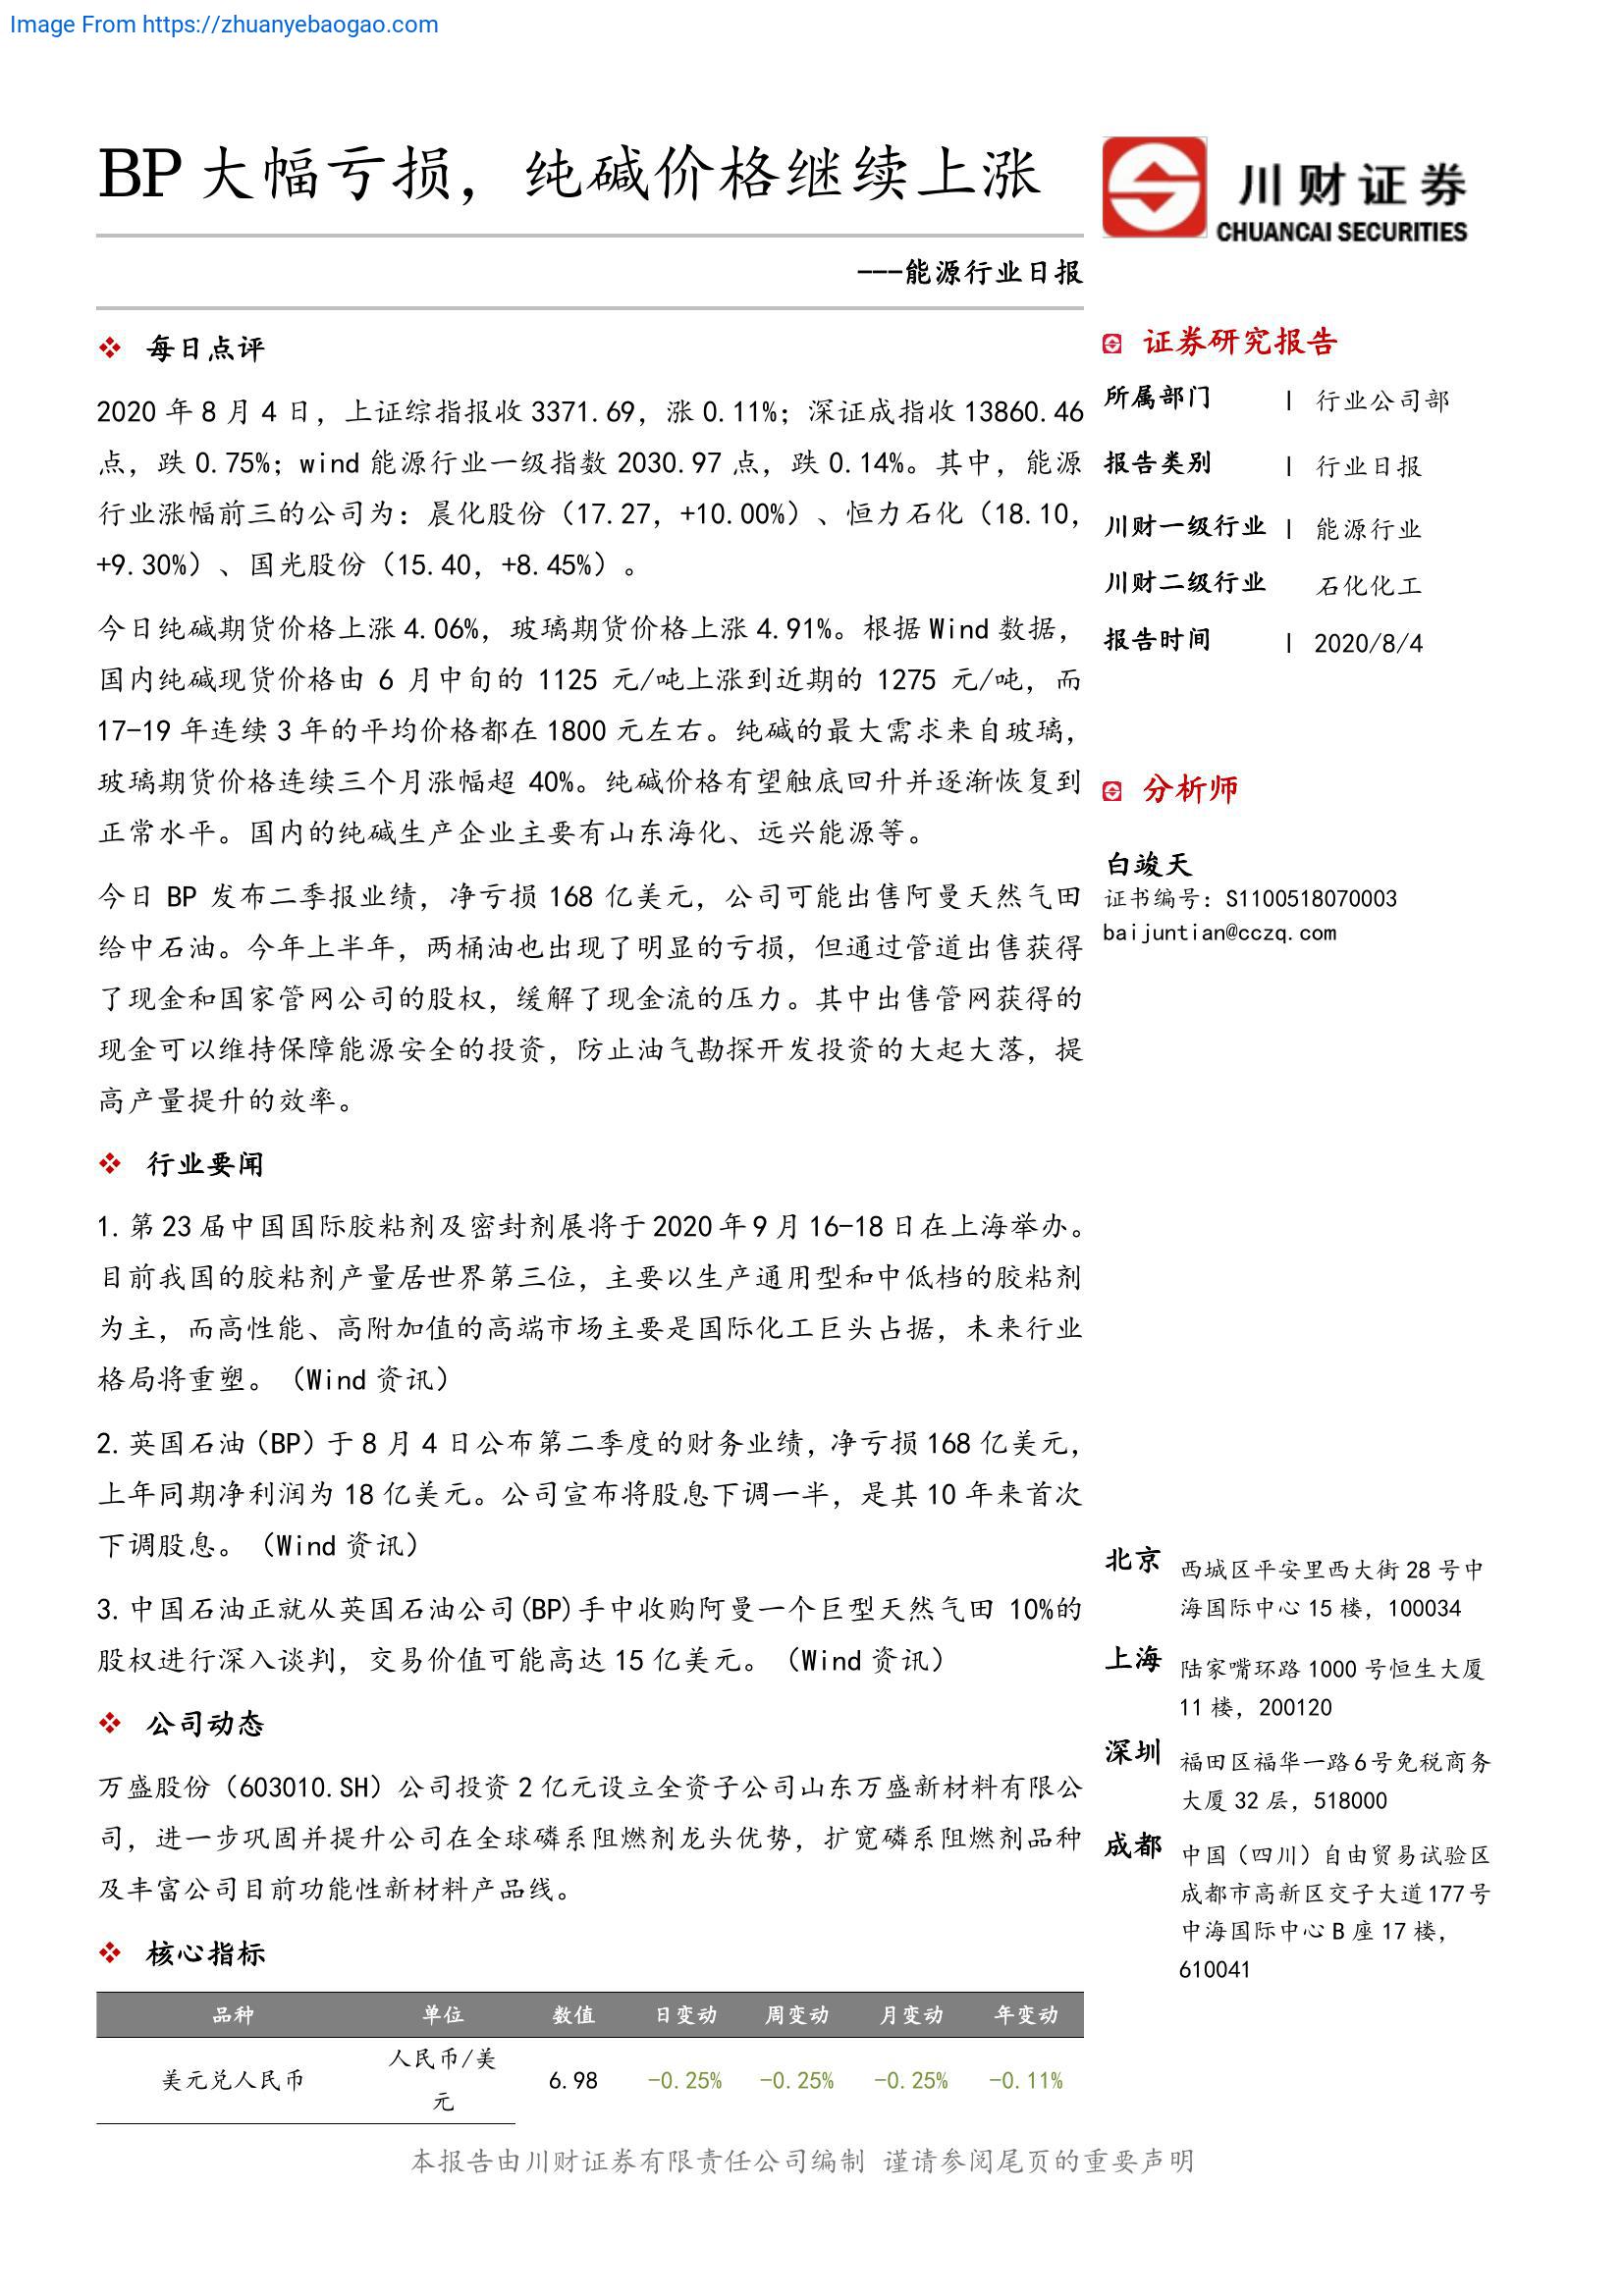 Image From https://zhuanyebaogao.com
BP 大幅亏损，纯碱价格继续上涨
川财证券
CHUANCAI SECURITIES
---能源行业日报
❖ 每日点评
2020 年 8 月 4 日，上证综指报收 3371.69，涨 0.11%；深证成指收 13860.46
点，跌 0.75%；wind 能源行业一级指数 2030.97 点，跌 0.14%。其中，能源
行业涨幅前三的公司为：晨化股份（17.27，+10.00%）、恒力石化（18.10，
+9.30%）、国光股份（15.40，+8.45%）。
今日纯碱期货价格上涨 4.06%，玻璃期货价格上涨 4.91%。根据 Wind 数据，
国内纯碱现货价格由 6 月中旬的 1125 元/吨上涨到近期的 1275 元/吨，而
17-19 年连续 3 年的平均价格都在 1800 元左右。纯碱的最大需求来自玻璃，
玻璃期货价格连续三个月涨幅超 40%。纯碱价格有望触底回升并逐渐恢复到
正常水平。国内的纯碱生产企业主要有山东海化、远兴能源等。
今日 BP 发布二季报业绩，净亏损 168 亿美元，公司可能出售阿曼天然气田
给中石油。今年上半年，两桶油也出现了明显的亏损，但通过管道出售获得
了现金和国家管网公司的股权，缓解了现金流的压力。其中出售管网获得的
现金可以维持保障能源安全的投资，防止油气勘探开发投资的大起大落，提
高产量提升的效率。
❖ 行业要闻
1.第 23 届中国国际胶粘剂及密封剂展将于 2020 年 9 月 16-18 日在上海举办。
目前我国的胶粘剂产量居世界第三位，主要以生产通用型和中低档的胶粘剂
为主，而高性能、高附加值的高端市场主要是国际化工巨头占据，未来行业
格局将重塑。（Wind 资讯）
2.英国石油（BP）于 8 月 4 日公布第二季度的财务业绩，净亏损 168 亿美元，
上年同期净利润为 18 亿美元。公司宣布将股息下调一半，是其 10 年来首次
下调股息。（Wind 资讯）
3.中国石油正就从英国石油公司(BP)手中收购阿曼一个巨型天然气田 10%的
股权进行深入谈判，交易价值可能高达 15 亿美元。（Wind 资讯）
❖ 公司动态
万盛股份（603010.SH）公司投资 2 亿元设立全资子公司山东万盛新材料有限公
司，进一步巩固并提升公司在全球磷系阻燃剂龙头优势，扩宽磷系阻燃剂品种
及丰富公司目前功能性新材料产品线。
❖ 核心指标
品种 单位 数值 日变动 周变动 月变动 年变动
美元兑人民币 人民币/美 6.98 -0.25% -0.25% -0.25% -0.11%
元
证券研究报告
所属部门 | 行业公司部
报告类别 | 行业日报
川财一级行业 | 能源行业
川财二级行业 石化化工
报告时间 | 2020/8/4
分析师
白竣天
证书编号：S1100518070003
baijuntian@cczq.com
北京 西城区平安里西大街 28 号中
海国际中心 15 楼，100034
上海 陆家嘴环路 1000 号恒生大厦
11 楼，200120
深圳 福田区福华一路 6 号免税商务
大厦 32 层，518000
成都 中国（四川）自由贸易试验区
成都市高新区交子大道 177 号
中海国际中心 B 座 17 楼，
610041
本报告由川财证券有限责任公司编制 谨请参阅尾页的重要声明